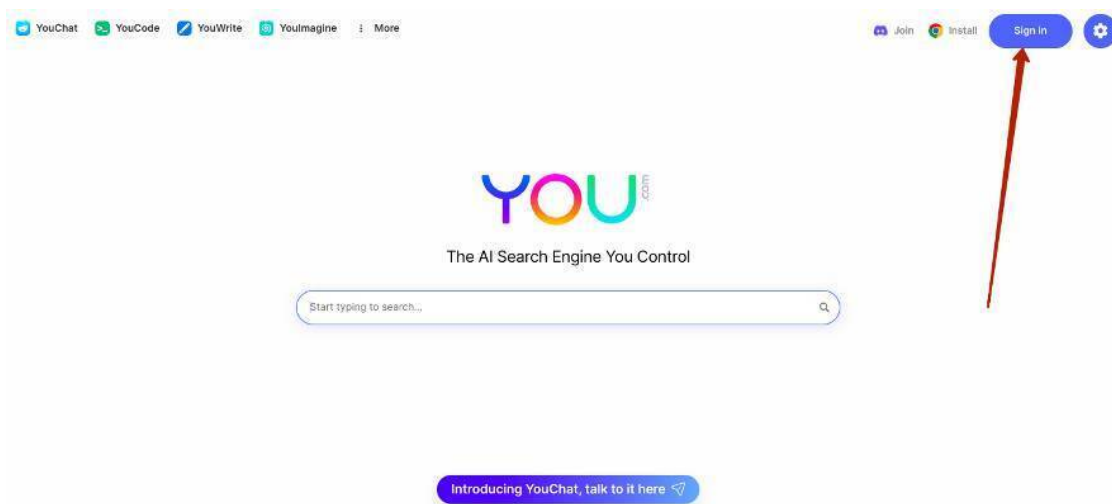 YouChat YouCode YouWrite YouImagine More Join Install Sign in
YOU.com
The AI Search Engine You Control
Start typing to search...
Introducing YouChat, talk to it here